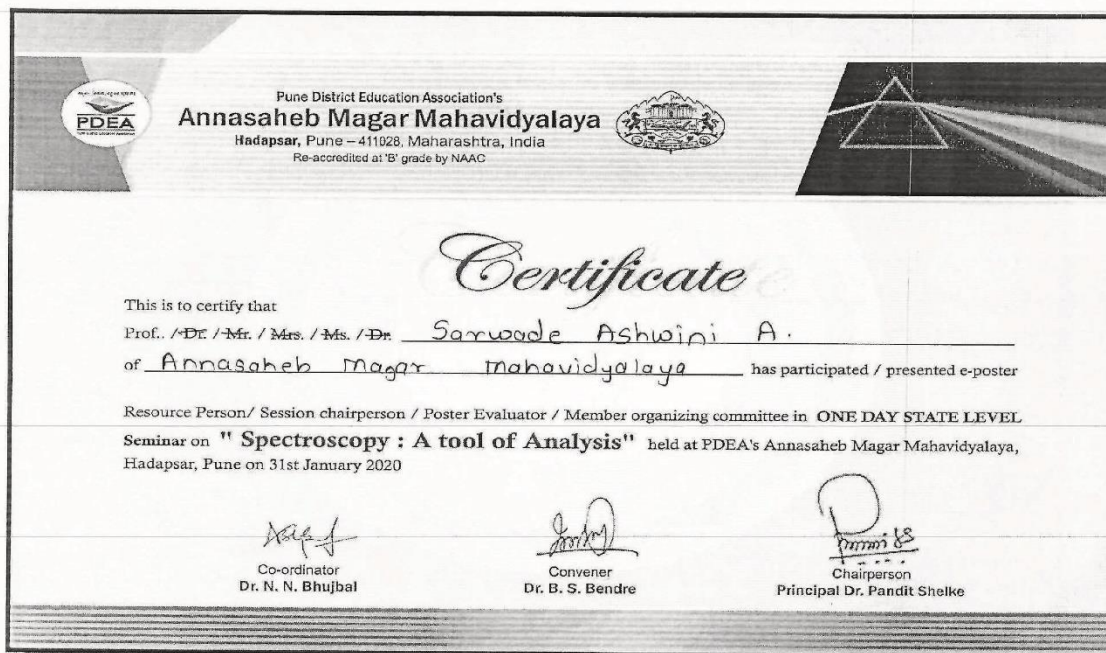 PDEA
Pune District Education Association's
Annasaheb Magar Mahavidyalaya
Hadapsar, Pune – 411028, Maharashtra, India
Re-accredited at 'B' grade by NAAC
Certificate
This is to certify that
Prof.. / Dr. / Mr. / Mrs. / Ms. / Dr. Sarwade Ashwini A.
of Annasaheb Magar Mahavidyalaya has participated / presented e-poster
Resource Person/ Session chairperson / Poster Evaluator / Member organizing committee in ONE DAY STATE LEVEL
Seminar on " Spectroscopy : A tool of Analysis" held at PDEA's Annasaheb Magar Mahavidyalaya,
Hadapsar, Pune on 31st January 2020
Co-ordinator
Dr. N. N. Bhujbal
Convener
Dr. B. S. Bendre
Chairperson
Principal Dr. Pandit Shelke